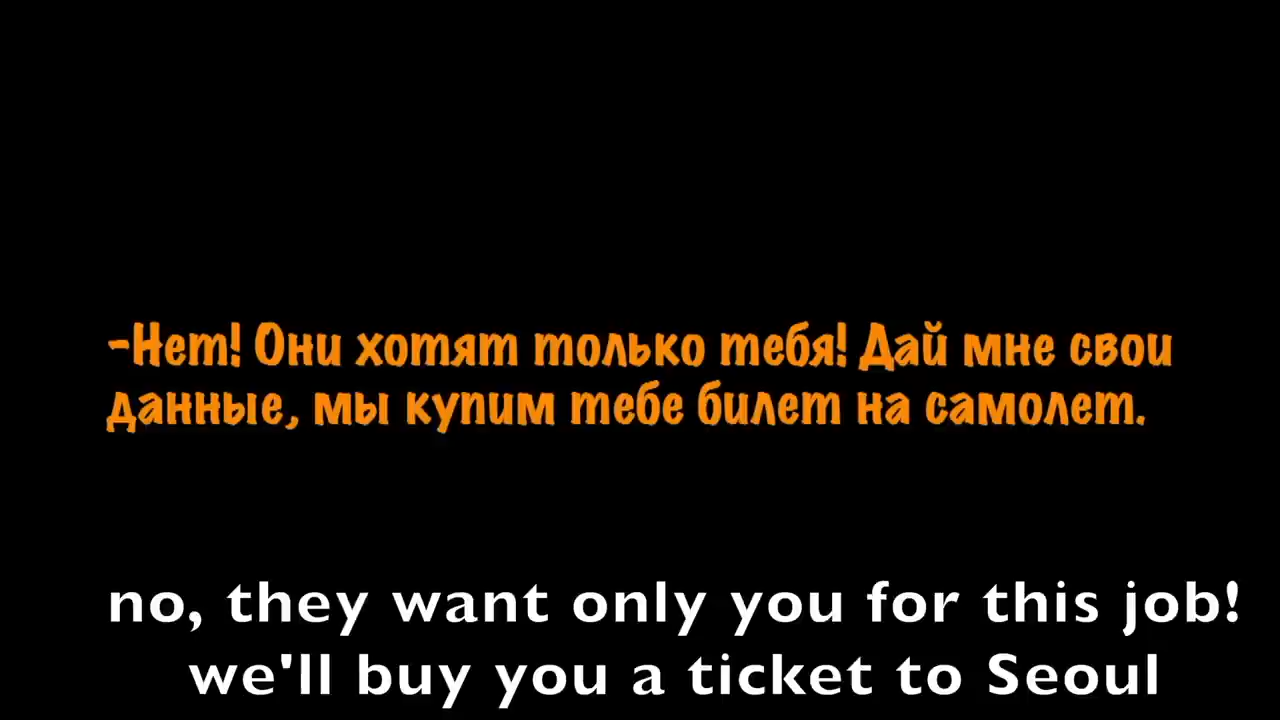 -Нет! Они хотят только тебя! Дай мне свои
данные, мы купим тебе билет на самолет.
no, they want only you for this job!
we'll buy you a ticket to Seoul